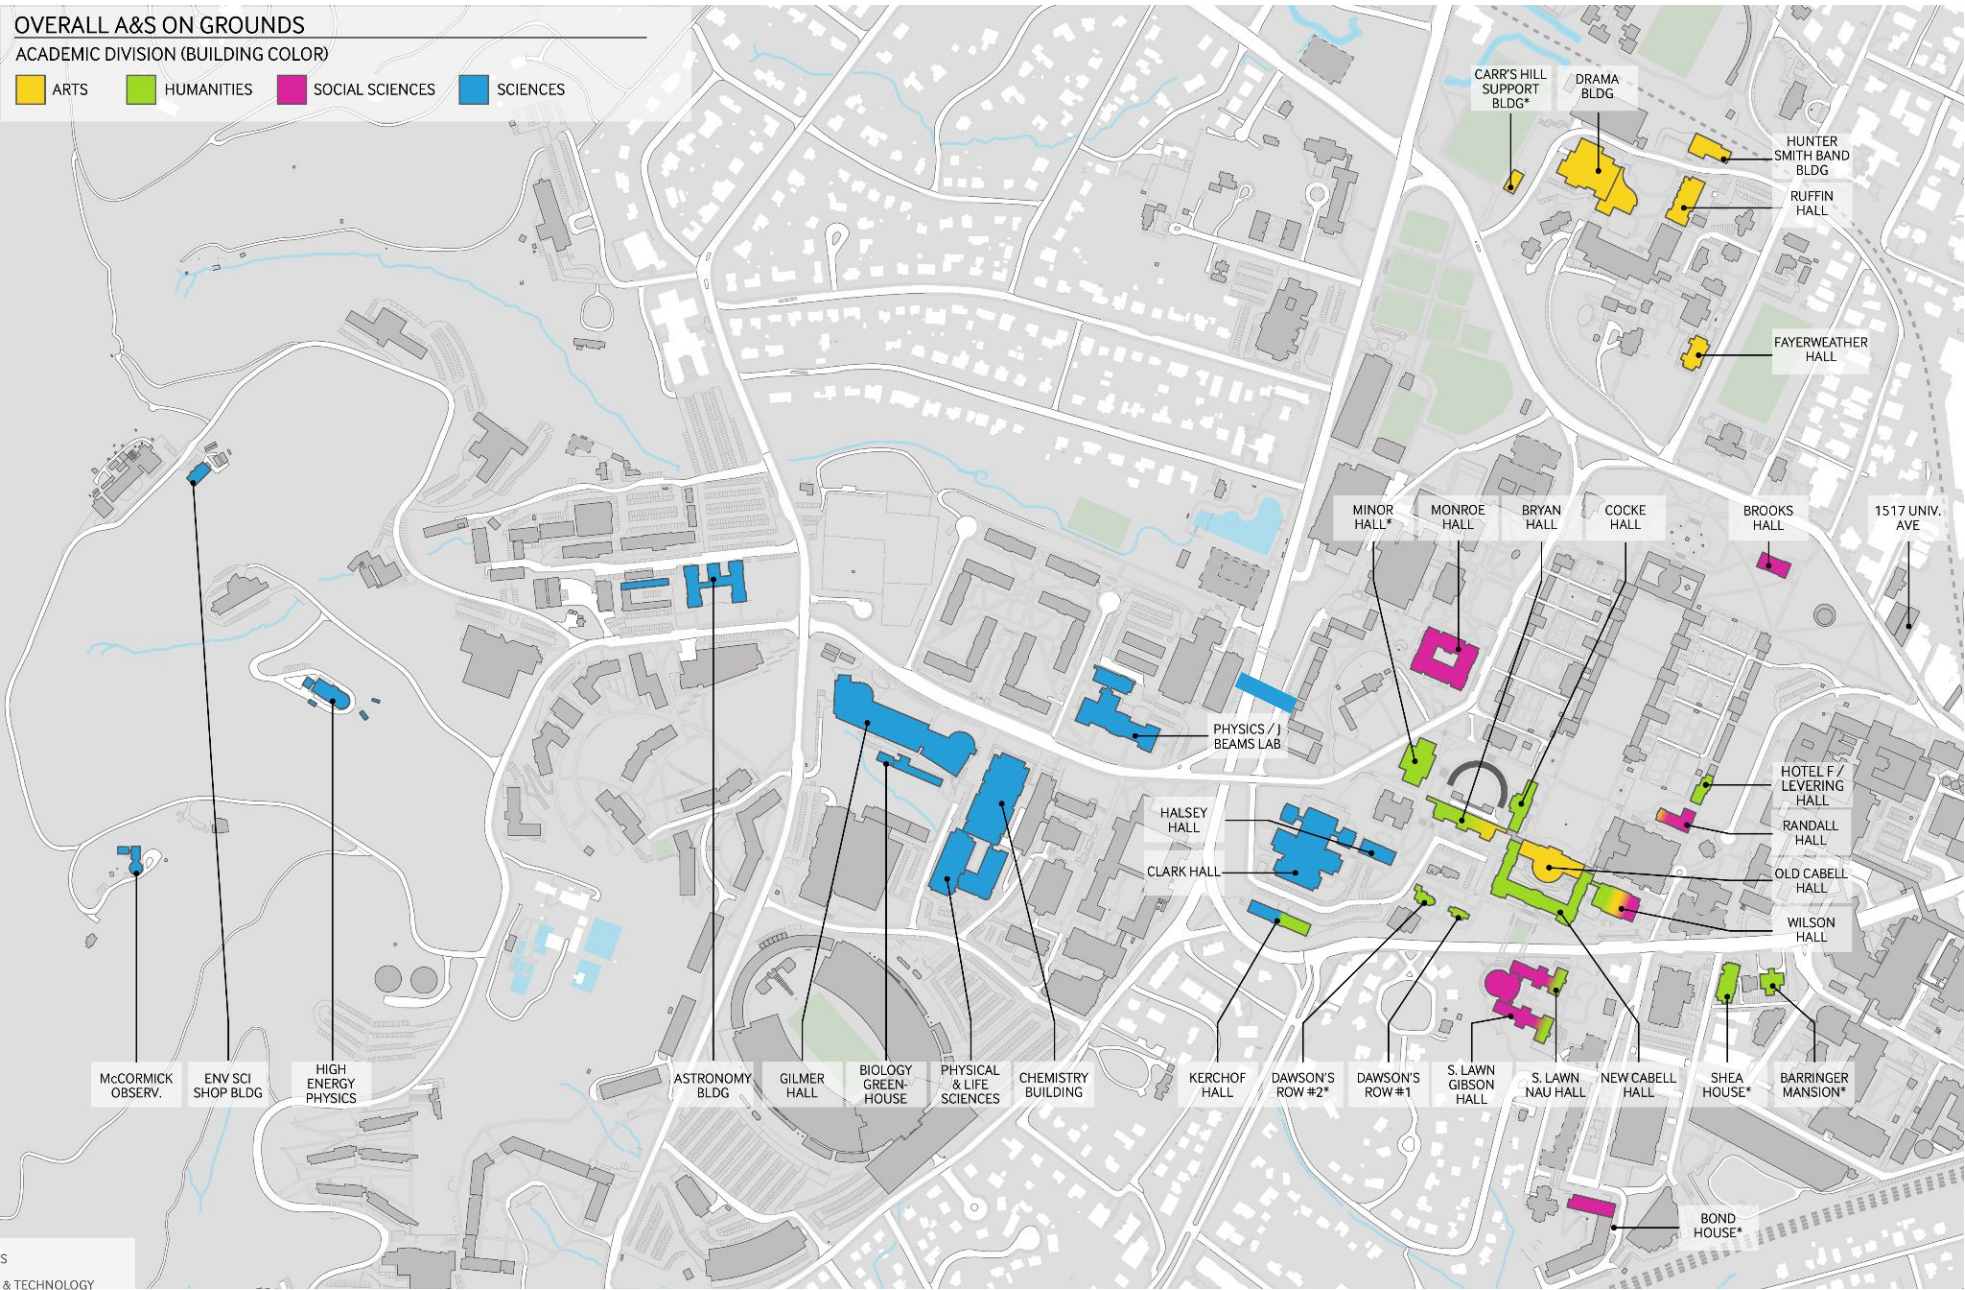 OVERALL A&S ON GROUNDS
ACADEMIC DIVISION (BUILDING COLOR)
ARTS
HUMANITIES
SOCIAL SCIENCES
SCIENCES
CARR'S HILL
SUPPORT
BLDG*
DRAMA
BLDG
HUNTER
SMITH BAND
BLDG
RUFFIN
HALL
FAYERWEATHER
HALL
MINOR
HALL*
MONROE
HALL
BRYAN
HALL
COCKE
HALL
BROOKS
HALL
1517 UNIV.
AVE
PHYSICS / J
BEAMS LAB
HALSEY
HALL
CLARK HALL
HOTEL F /
LEVERING
HALL
RANDALL
HALL
OLD CABELL
HALL
WILSON
HALL
McCORMICK
OBSERV.
ENV SCI
SHOP BLDG
HIGH
ENERGY
PHYSICS
ASTRONOMY
BLDG
GILMER
HALL
BIOLOGY
GREEN-
HOUSE
PHYSICAL
& LIFE
SCIENCES
CHEMISTRY
BUILDING
KERCHOF
HALL
DAWSON'S
ROW #2*
DAWSON'S
ROW #1
S. LAWN
GIBSON
HALL
S. LAWN
NAU HALL
NEW CABELL
HALL
SHEA
HOUSE*
BARRINGER
MANSION*
BOND
HOUSE*
S
& TECHNOLOGY